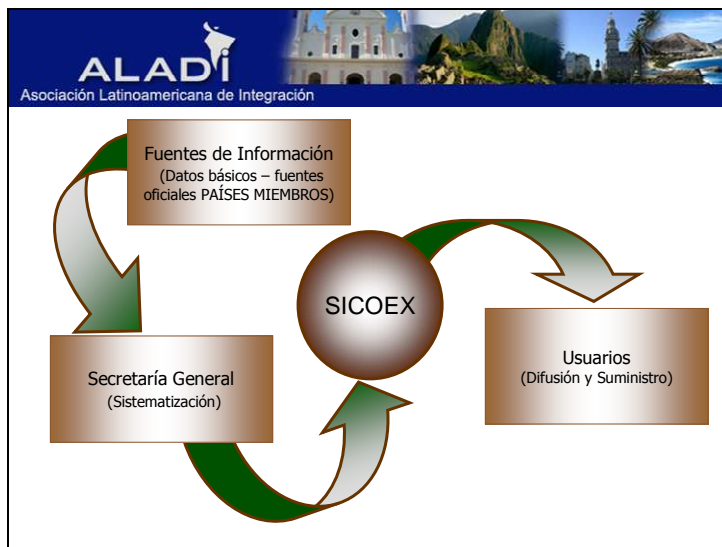 ALADI
Asociación Latinoamericana de Integración
Fuentes de Información
(Datos básicos – fuentes
oficiales PAÍSES MIEMBROS)
SICOEX
Secretaría General
(Sistematización)
Usuarios
(Difusión y Suministro)